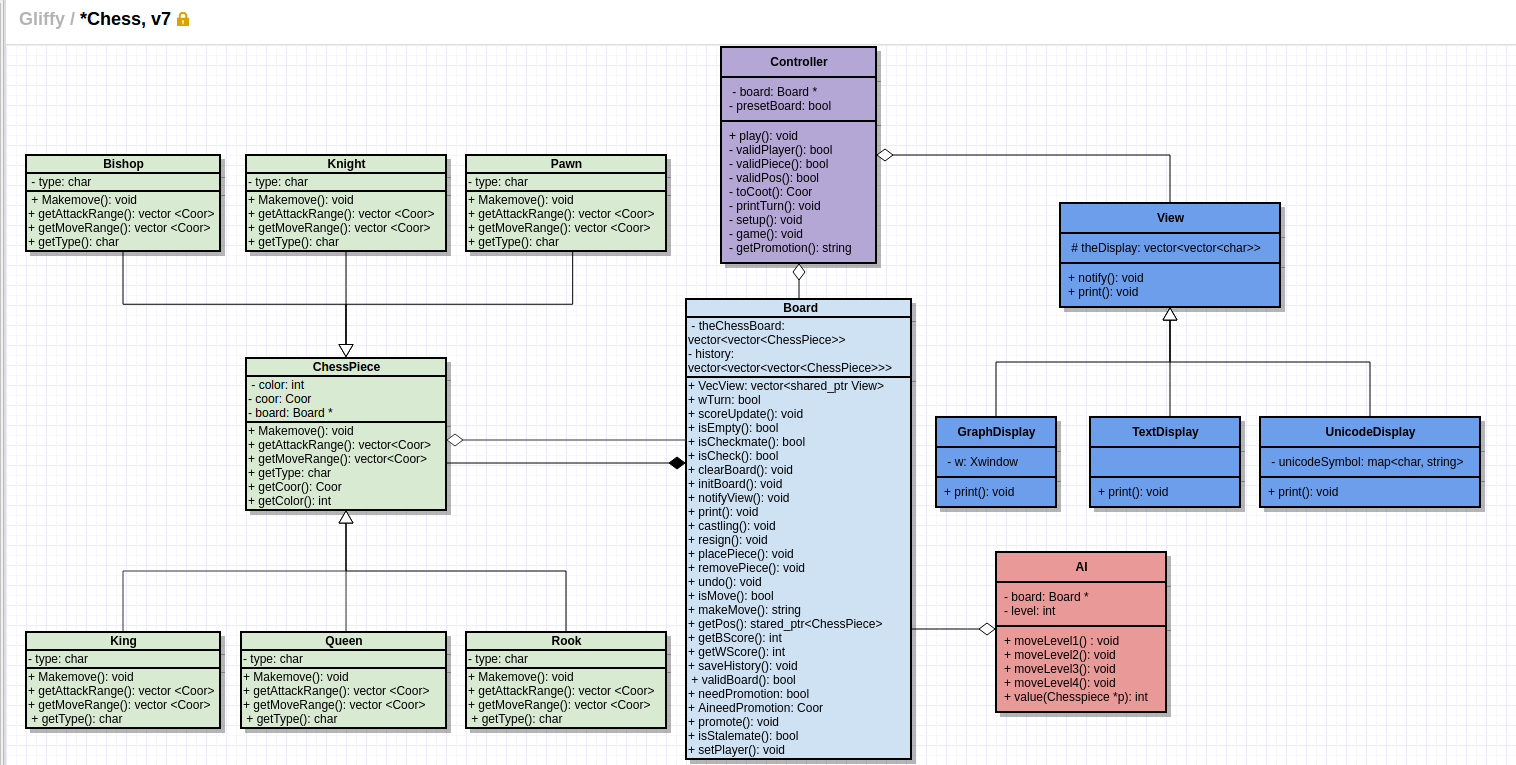 Gliffy / *Chess, v7
Controller
- board: Board *
- presetBoard: bool
+ play(): void
- validPlayer(): bool
- validPiece(): bool
- validPos(): bool
- toCoot(): Coor
- printTurn(): void
- setup(): void
- game(): void
- getPromotion(): string
Bishop
- type: char
+ Makemove(): void
+ getAttackRange(): vector <Coor>
+ getMoveRange(): vector <Coor>
+ getType(): char
Knight
- type: char
+ Makemove(): void
+ getAttackRange(): vector <Coor>
+ getMoveRange(): vector <Coor>
+ getType(): char
Pawn
- type: char
+ Makemove(): void
+ getAttackRange(): vector <Coor>
+ getMoveRange(): vector <Coor>
+ getType(): char
View
# theDisplay: vector<vector<char>>
+ notify(): void
+ print(): void
Board
- theChessBoard:
vector<vector<ChessPiece>>
- history:
vector<vector<vector<ChessPiece>>>
+ VecView: vector<shared_ptr View>
+ wTurn: bool
+ scoreUpdate(): void
+ isEmpty(): bool
+ isCheckmate(): bool
+ isCheck(): bool
+ clearBoard(): void
+ initBoard(): void
+ notifyView(): void
+ print(): void
+ castling(): void
+ resign(): void
+ placePiece(): void
+ removePiece(): void
+ undo(): void
+ isMove(): bool
+ makeMove(): string
+ getPos(): stared_ptr<ChessPiece>
+ getBScore(): int
+ getWScore(): int
+ saveHistory(): void
+ validBoard(): bool
+ needPromotion: bool
+ AineedPromotion: Coor
+ promote(): void
+ isStalemate(): bool
+ setPlayer(): void
ChessPiece
- color: int
- coor: Coor
- board: Board *
+ Makemove(): void
+ getAttackRange(): vector<Coor>
+ getMoveRange(): vector<Coor>
+ getType: char
+ getCoor(): Coor
+ getColor(): int
GraphDisplay
- w: Xwindow
+ print(): void
TextDisplay
+ print(): void
UnicodeDisplay
- unicodeSymbol: map<char, string>
+ print(): void
AI
- board: Board *
- level: int
+ moveLevel1() : void
+ moveLevel2(): void
+ moveLevel3(): void
+ moveLevel4(): void
+ value(Chesspiece *p): int
King
- type: char
+ Makemove(): void
+ getAttackRange(): vector <Coor>
+ getMoveRange(): vector <Coor>
+ getType(): char
Queen
- type: char
+ Makemove(): void
+ getAttackRange(): vector <Coor>
+ getMoveRange(): vector <Coor>
+ getType(): char
Rook
- type: char
+ Makemove(): void
+ getAttackRange(): vector <Coor>
+ getMoveRange(): vector <Coor>
+ getType(): char